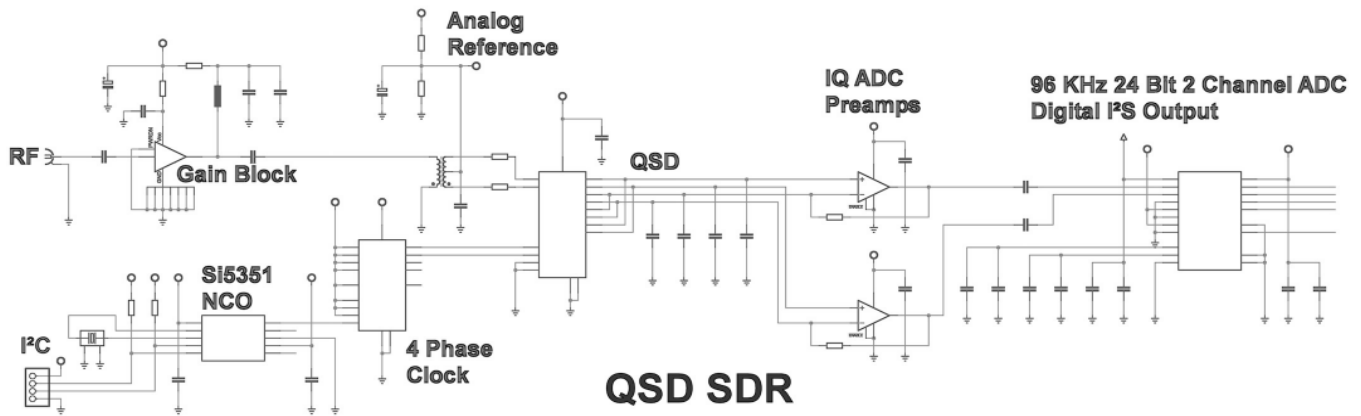 Analog
Reference
IQ ADC
Preamps
96 KHz 24 Bit 2 Channel ADC
Digital I²S Output
RF
Gain Block
QSD
Si5351
NCO
I²C
4 Phase
Clock
QSD SDR